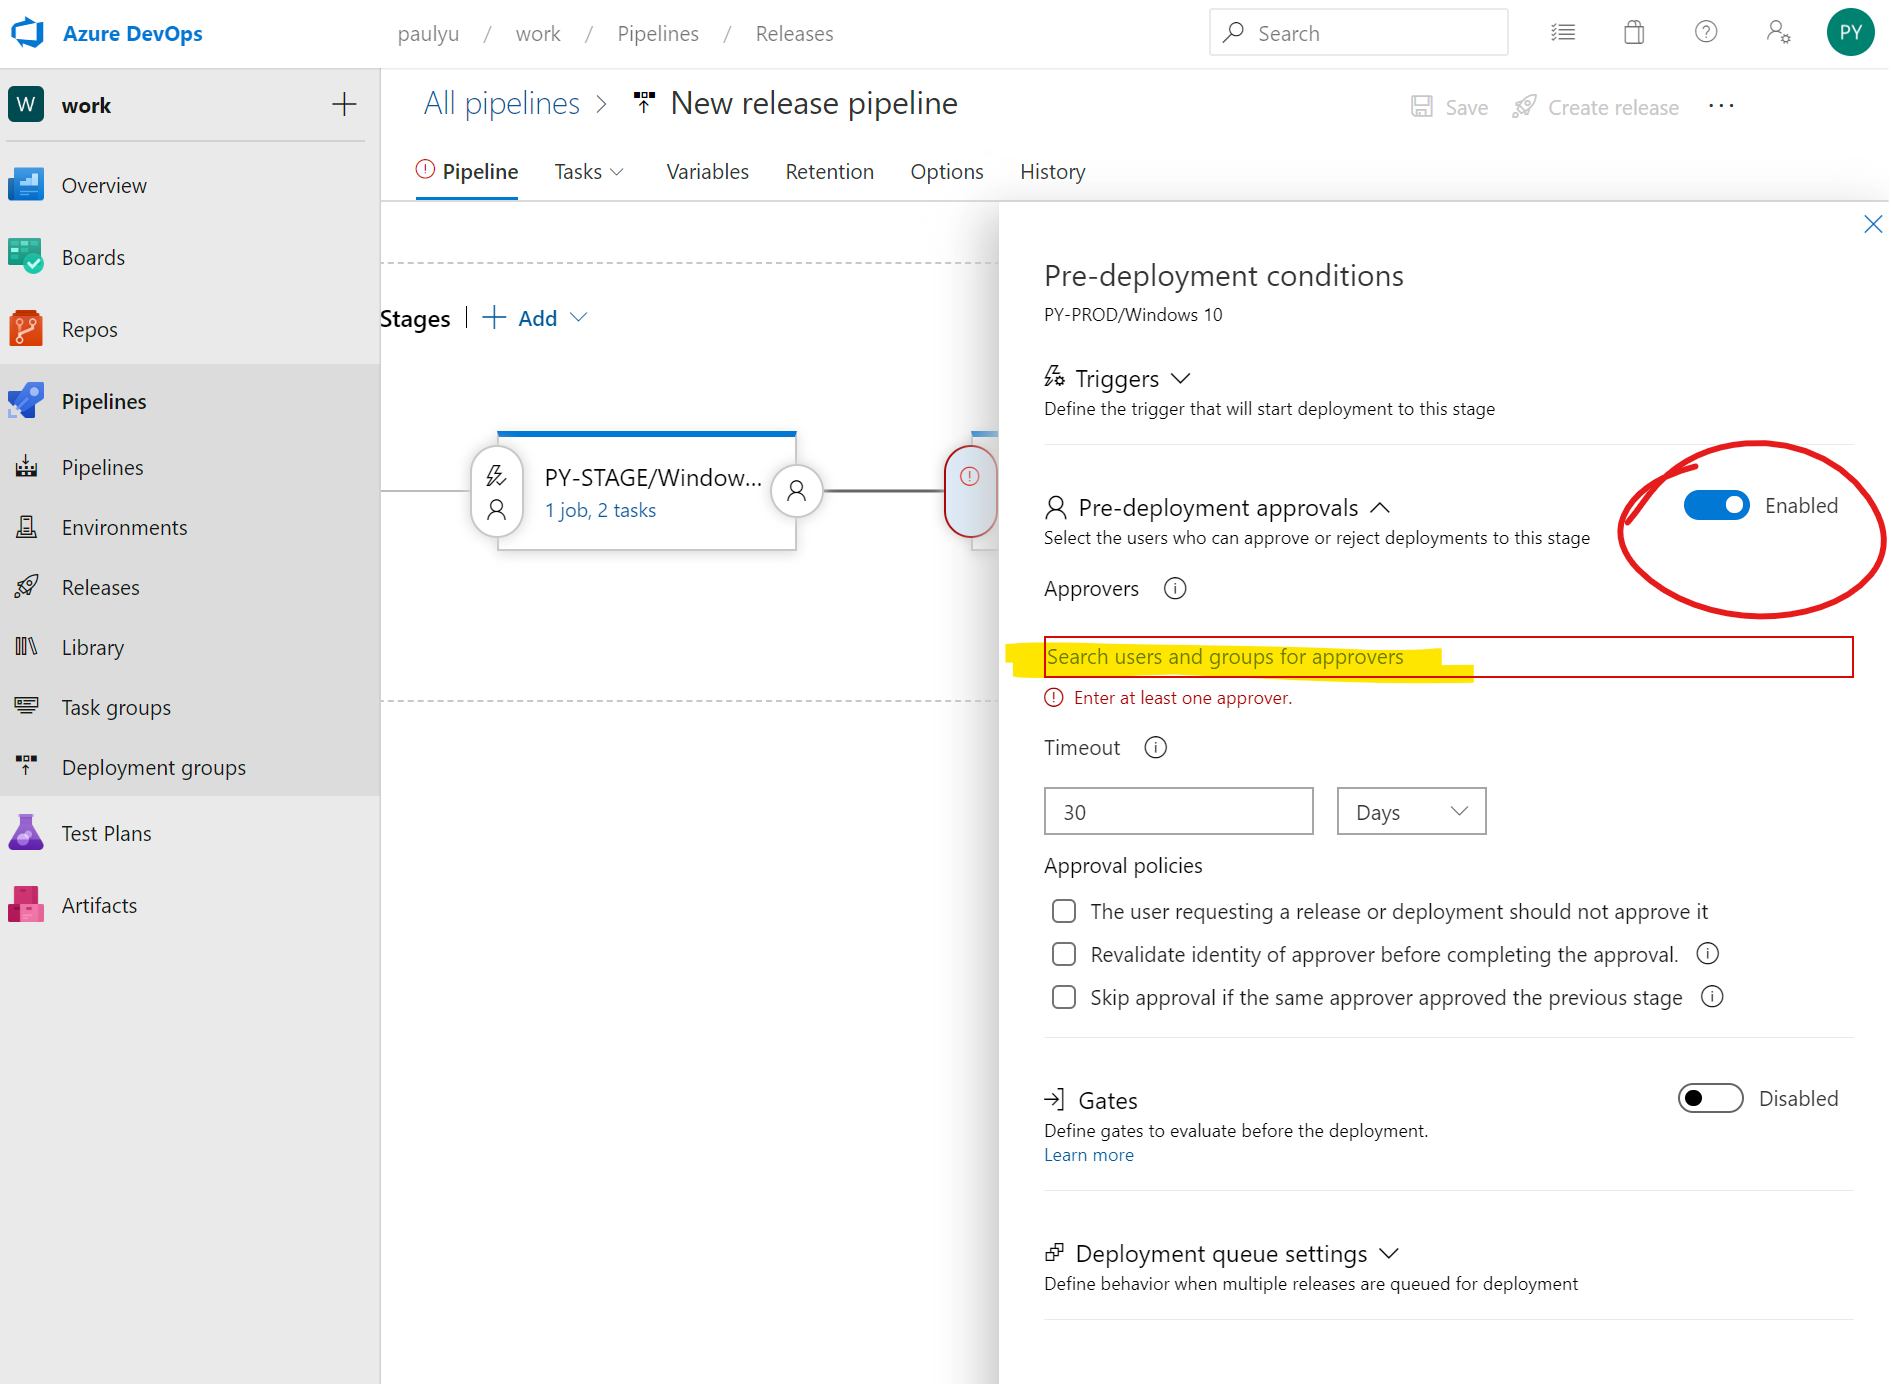 Azure DevOps
paulyu / work / Pipelines / Releases
Search
PY
W work
All pipelines > New release pipeline
Save Create release ...
Pipeline Tasks Variables Retention Options History
Overview
Boards
Repos
Pipelines
Pipelines
Environments
Releases
Library
Task groups
Deployment groups
Test Plans
Artifacts
Stages | + Add
PY-STAGE/Window...
1 job, 2 tasks
Pre-deployment conditions
PY-PROD/Windows 10
Triggers
Define the trigger that will start deployment to this stage
Pre-deployment approvals
Enabled
Select the users who can approve or reject deployments to this stage
Approvers
Search users and groups for approvers
Enter at least one approver.
Timeout
30 Days
Approval policies
The user requesting a release or deployment should not approve it
Revalidate identity of approver before completing the approval.
Skip approval if the same approver approved the previous stage
Gates
Disabled
Define gates to evaluate before the deployment.
Learn more
Deployment queue settings
Define behavior when multiple releases are queued for deployment